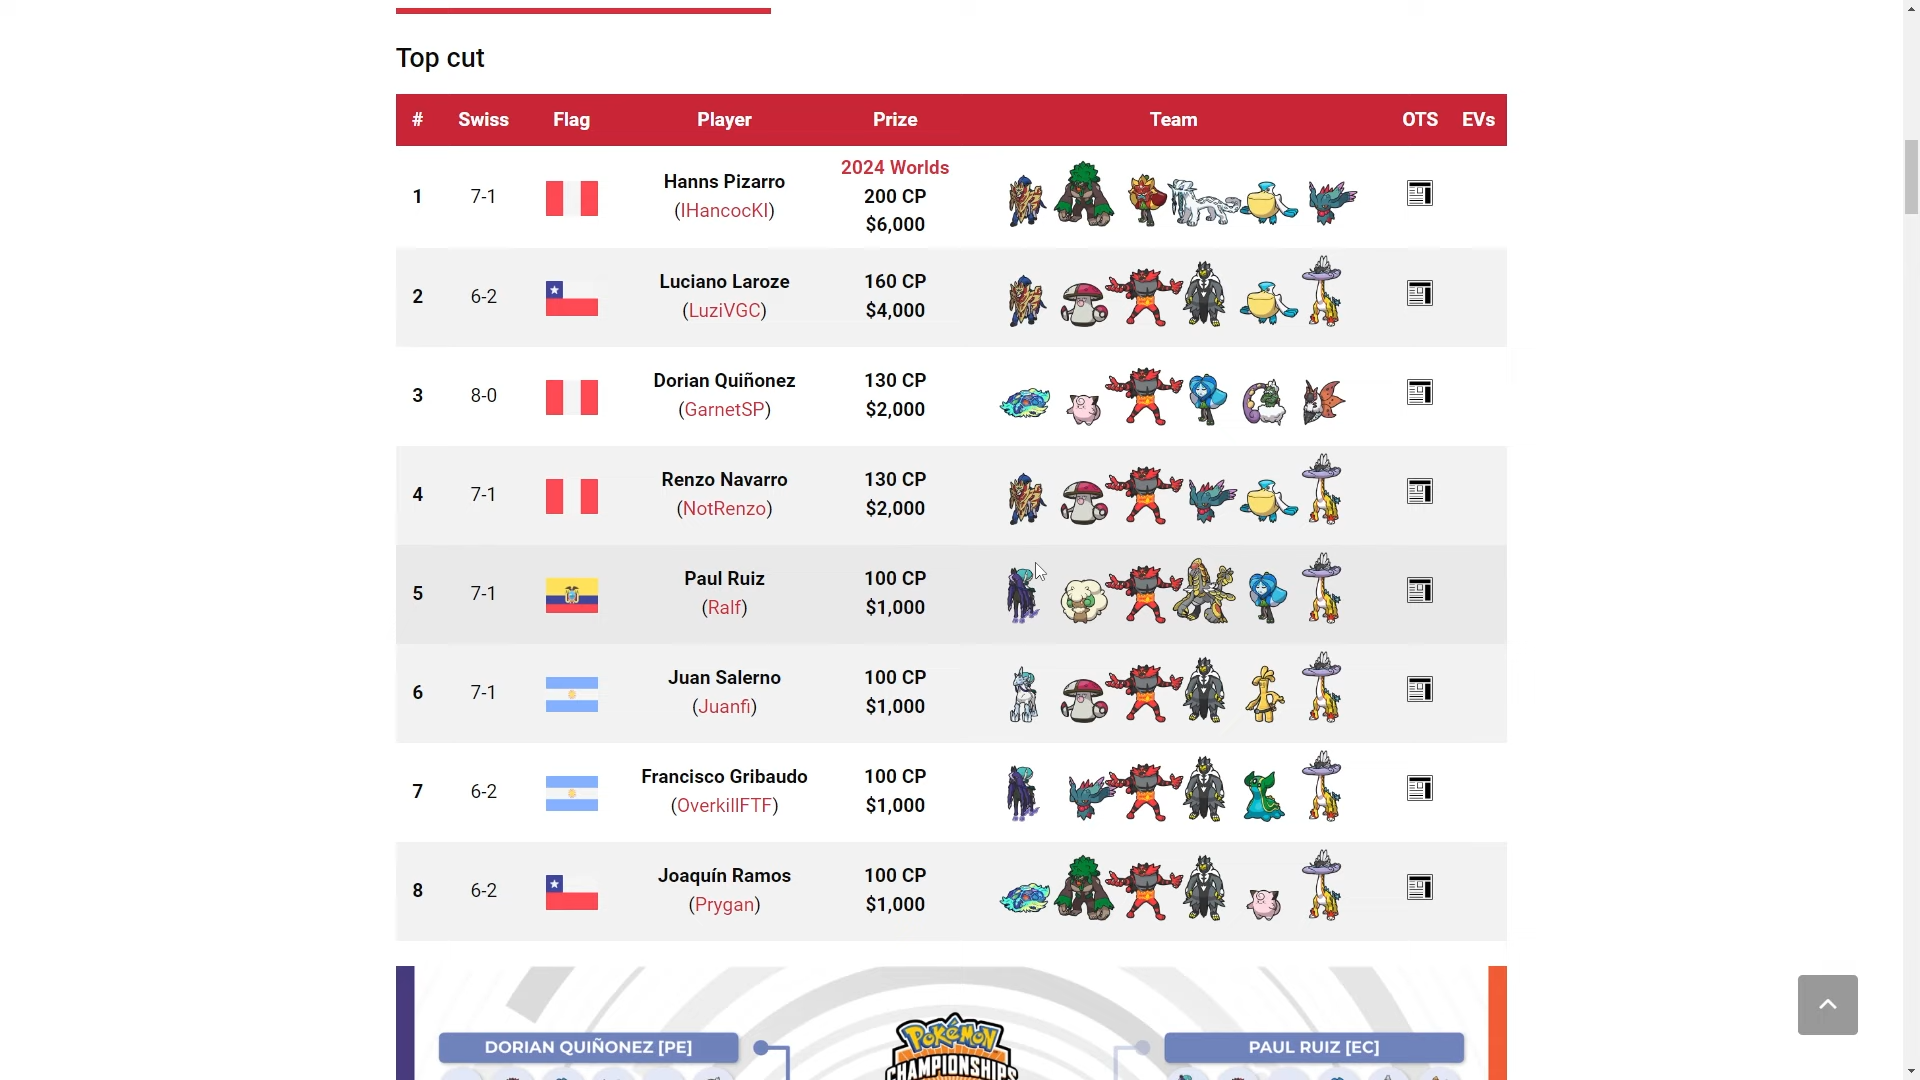 Top cut
# Swiss Flag Player Prize Team OTS EVs
2024 Worlds
1 7-1 Hanns Pizarro 200 CP
(IHancocKI) $6,000
2 6-2 Luciano Laroze 160 CP
(LuziVGC) $4,000
3 8-0 Dorian Quiñonez 130 CP
(GarnetSP) $2,000
4 7-1 Renzo Navarro 130 CP
(NotRenzo) $2,000
5 7-1 Paul Ruiz 100 CP
(Ralf) $1,000
6 7-1 Juan Salerno 100 CP
(Juanfi) $1,000
7 6-2 Francisco Gribaudo 100 CP
(OverkillFTF) $1,000
8 6-2 Joaquín Ramos 100 CP
(Prygan) $1,000
DORIAN QUIÑONEZ [PE]
Pokémon
CHAMPIONSHIPS
PAUL RUIZ [EC]